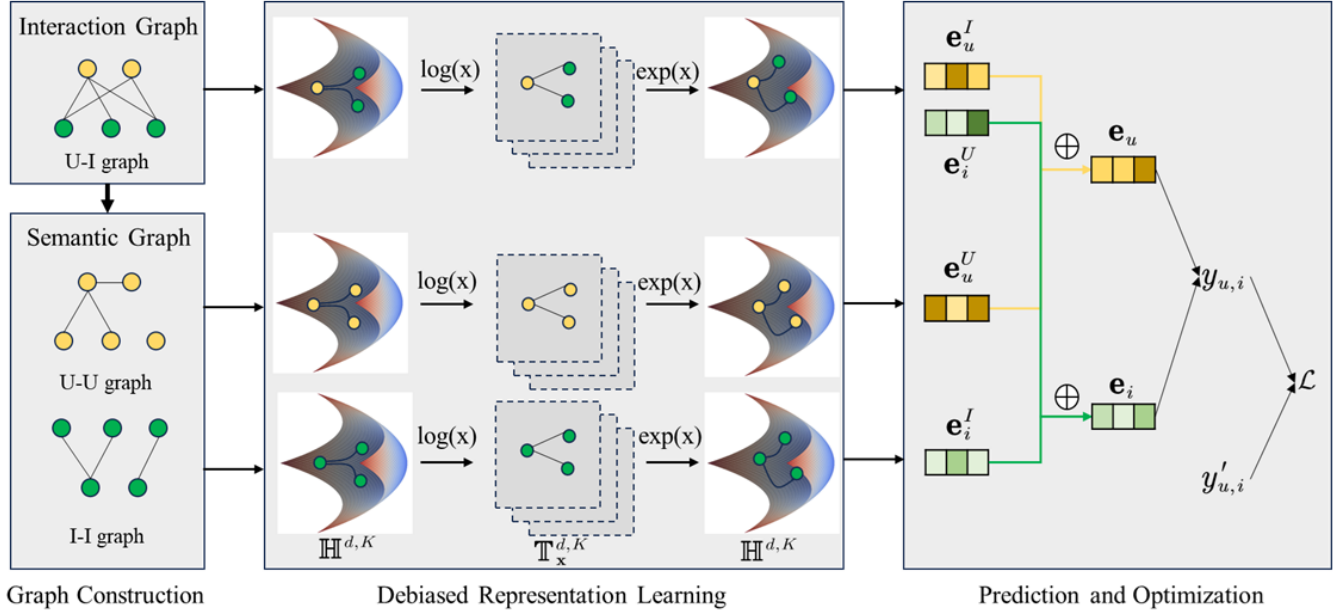 Interaction Graph
U-I graph
Semantic Graph
U-U graph
I-I graph
Graph Construction
log(x)
exp(x)
log(x)
exp(x)
log(x)
exp(x)
ℍ^{d,K}
𝕋_𝐱^{d,K}
ℍ^{d,K}
Debiased Representation Learning
𝐞_u^I
𝐞_i^U
𝐞_u^U
𝐞_i^I
⊕
𝐞_u
⊕
𝐞_i
y_{u,i}
y'_{u,i}
ℒ
Prediction and Optimization